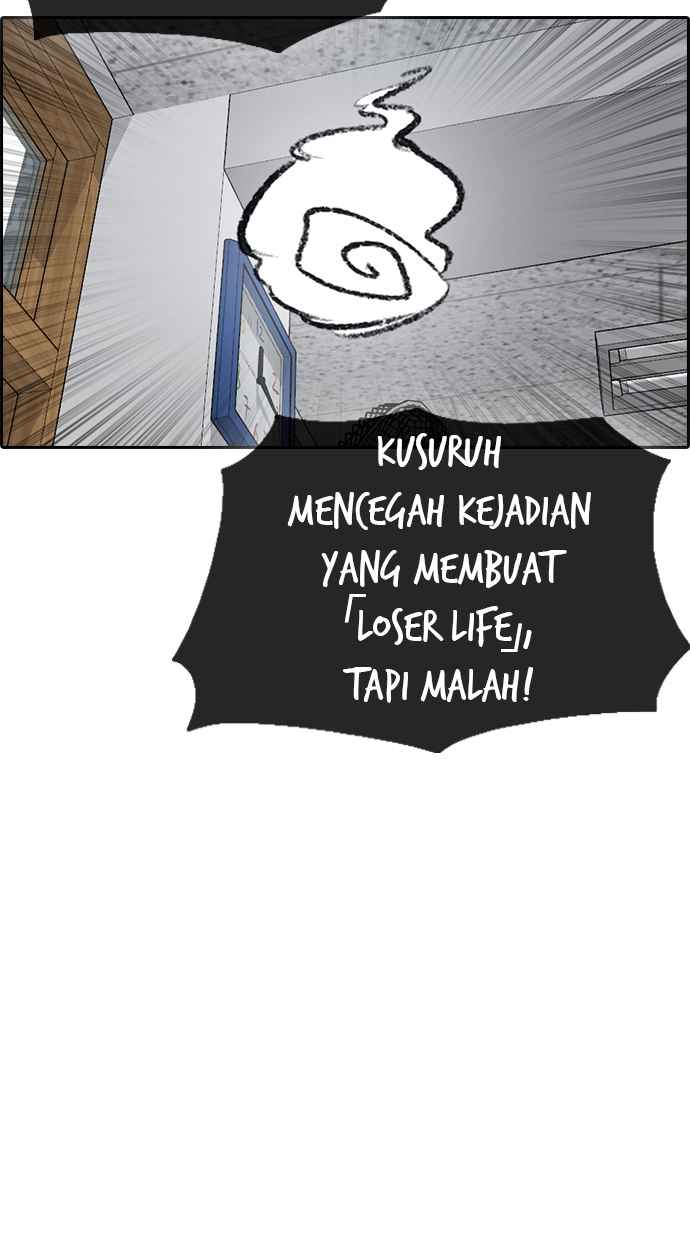 KUSURUH
MENCEGAH KEJADIAN
YANG MEMBUAT
「LOSER LIFE」,
TAPI MALAH!